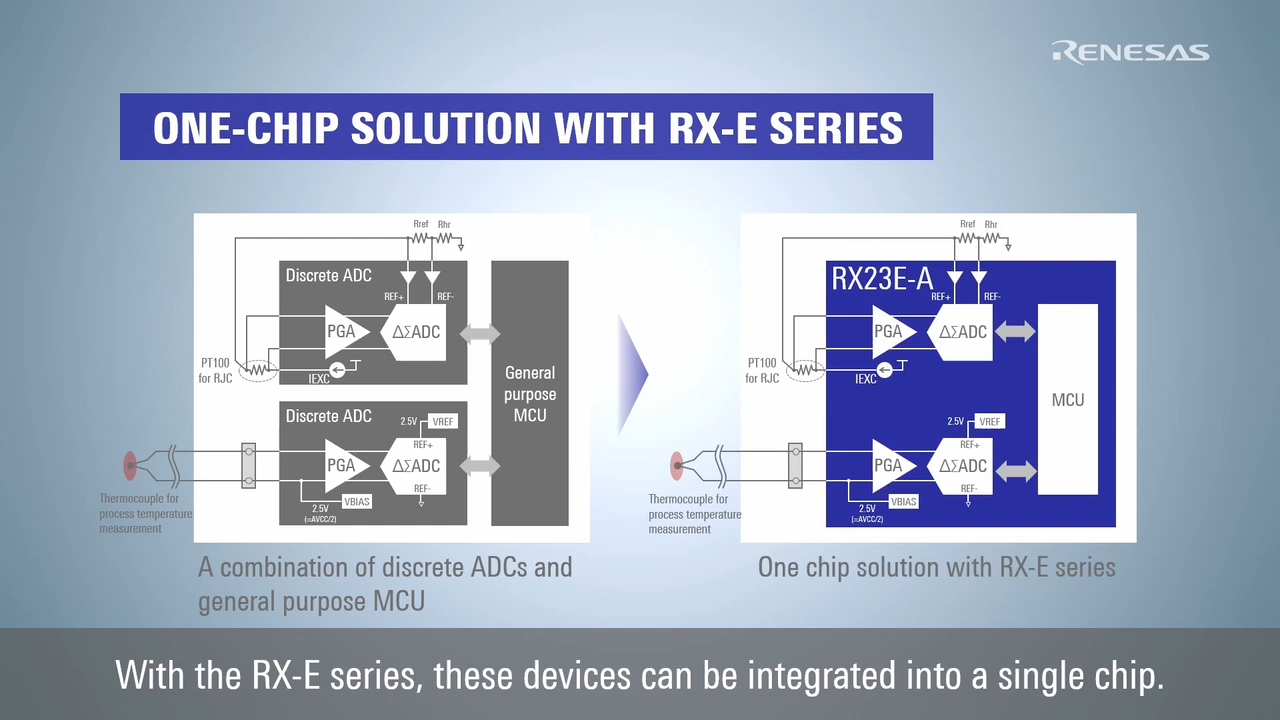 RENESAS
ONE-CHIP SOLUTION WITH RX-E SERIES
Rref Rhr
Discrete ADC
REF+ REF-
PGA
ΔΣADC
PT100
for RJC
IEXC
General
purpose
MCU
Discrete ADC
2.5V VREF
REF+
PGA
ΔΣADC
REF-
VBIAS
2.5V
(=AVCC/2)
Thermocouple for
process temperature
measurement
A combination of discrete ADCs and
general purpose MCU
Rref Rhr
RX23E-A
REF+ REF-
PGA
ΔΣADC
PT100
for RJC
IEXC
MCU
2.5V VREF
REF+
PGA
ΔΣADC
REF-
VBIAS
2.5V
(=AVCC/2)
Thermocouple for
process temperature
measurement
One chip solution with RX-E series
With the RX-E series, these devices can be integrated into a single chip.